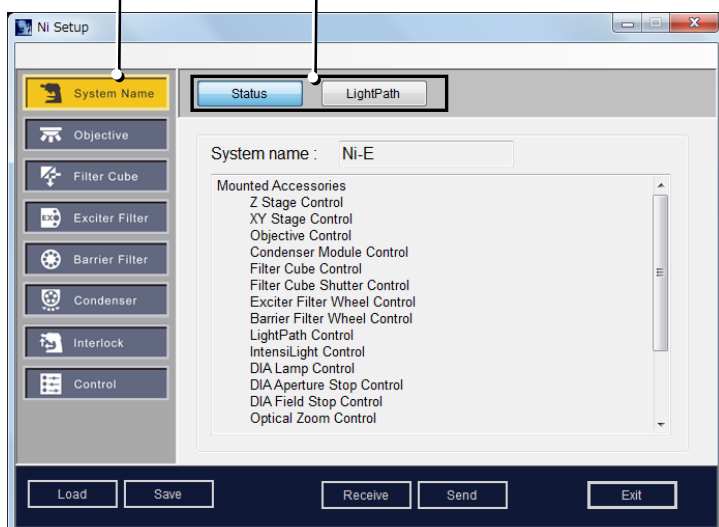 Ni Setup
System Name
Objective
Filter Cube
EXC Exciter Filter
Barrier Filter
Condenser
Interlock
Control
Status LightPath
System name : Ni-E
Mounted Accessories
Z Stage Control
XY Stage Control
Objective Control
Condenser Module Control
Filter Cube Control
Filter Cube Shutter Control
Exciter Filter Wheel Control
Barrier Filter Wheel Control
LightPath Control
IntensiLight Control
DIA Lamp Control
DIA Aperture Stop Control
DIA Field Stop Control
Optical Zoom Control
Load Save Receive Send Exit